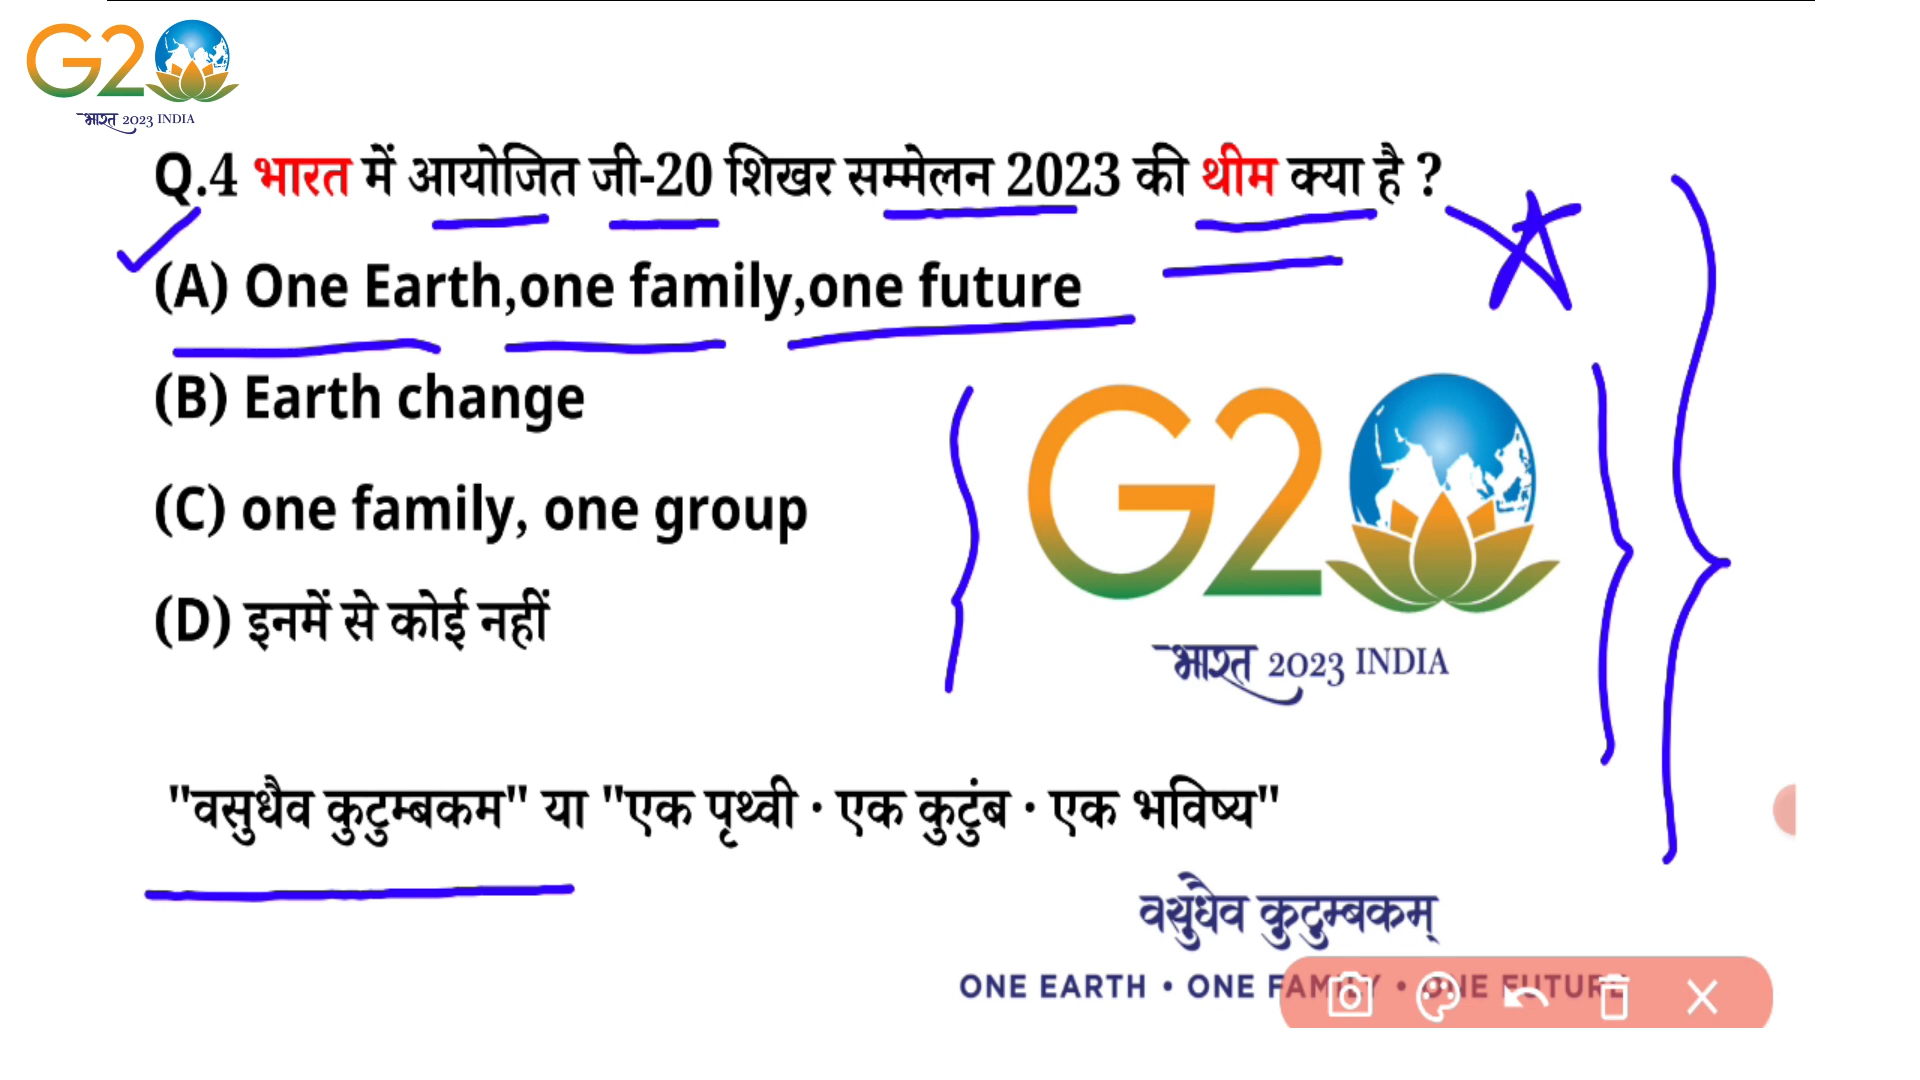 G20
भारत 2023 INDIA
Q.4 भारत में आयोजित जी-20 शिखर सम्मेलन 2023 की थीम क्या है ?
(A) One Earth,one family,one future
(B) Earth change
(C) one family, one group
(D) इनमें से कोई नहीं
G20
भारत 2023 INDIA
"वसुधैव कुटुम्बकम" या "एक पृथ्वी · एक कुटुंब · एक भविष्य"
वसुधैव कुटुम्बकम्
ONE EARTH • ONE FAMILY • ONE FUTURE